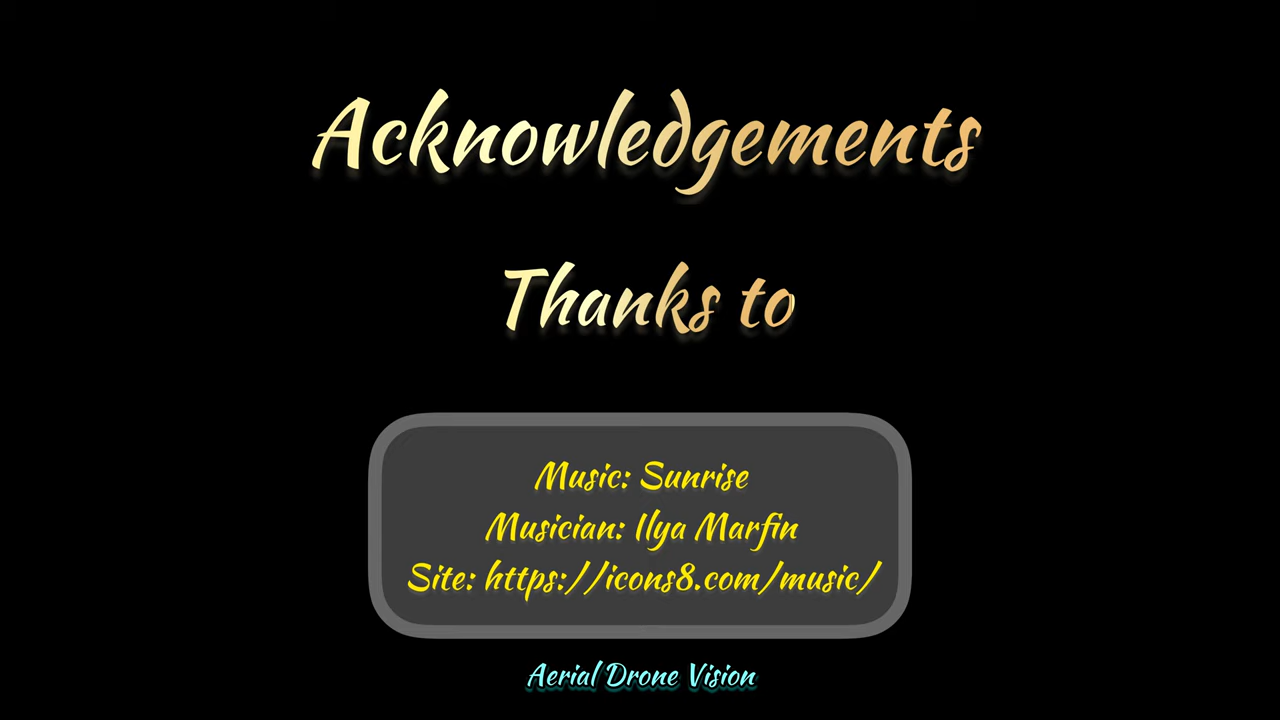 Acknowledgements
Thanks to
Music: Sunrise
Musician: Ilya Marfin
Site: https://icons8.com/music/
Aerial Drone Vision